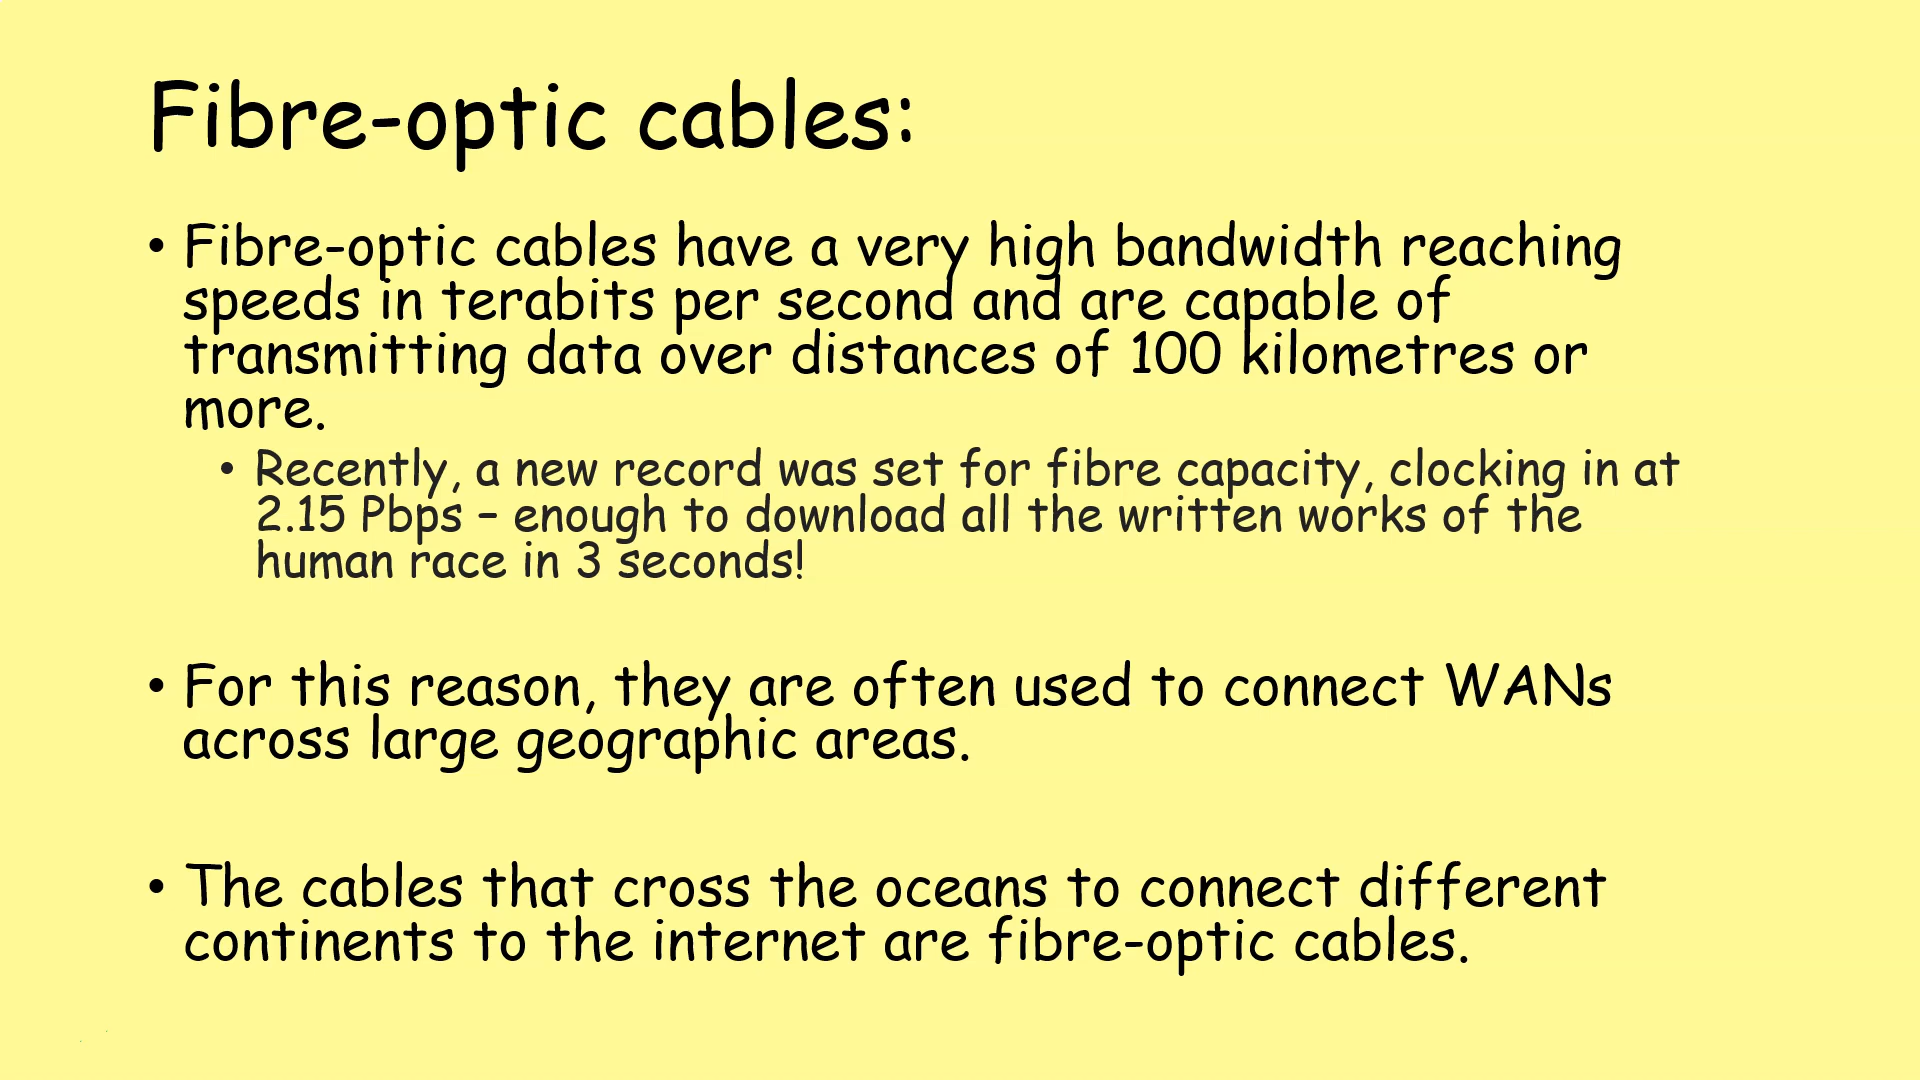 Fibre-optic cables:
• Fibre-optic cables have a very high bandwidth reaching
speeds in terabits per second and are capable of
transmitting data over distances of 100 kilometres or
more.
• Recently, a new record was set for fibre capacity, clocking in at
2.15 Pbps – enough to download all the written works of the
human race in 3 seconds!
• For this reason, they are often used to connect WANs
across large geographic areas.
• The cables that cross the oceans to connect different
continents to the internet are fibre-optic cables.